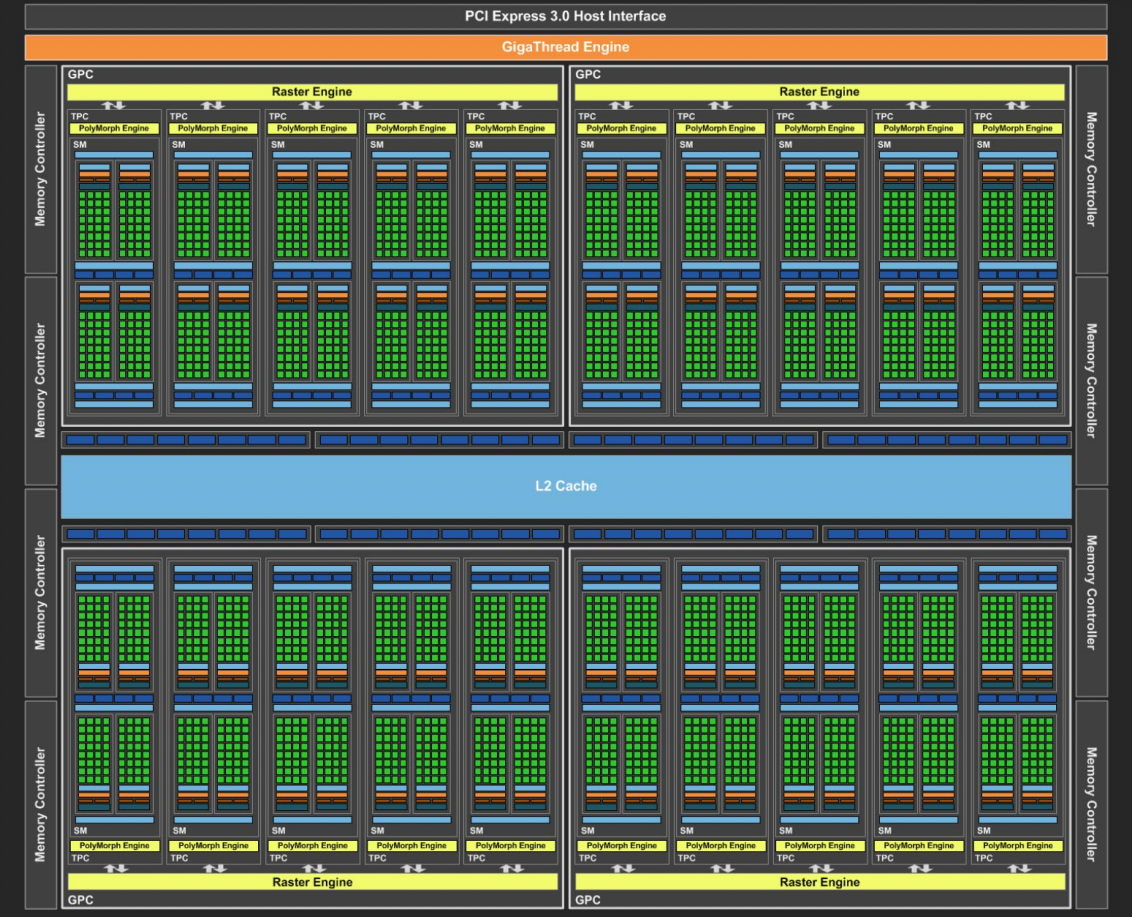 PCI Express 3.0 Host Interface
GigaThread Engine
GPC
Raster Engine
TPC TPC TPC TPC TPC
PolyMorph Engine PolyMorph Engine PolyMorph Engine PolyMorph Engine PolyMorph Engine
SM SM SM SM SM
GPC
Raster Engine
TPC TPC TPC TPC TPC
PolyMorph Engine PolyMorph Engine PolyMorph Engine PolyMorph Engine PolyMorph Engine
SM SM SM SM SM
Memory Controller
Memory Controller
Memory Controller
Memory Controller
L2 Cache
Memory Controller
Memory Controller
Memory Controller
Memory Controller
SM SM SM SM SM
PolyMorph Engine PolyMorph Engine PolyMorph Engine PolyMorph Engine PolyMorph Engine
TPC TPC TPC TPC TPC
Raster Engine
GPC
SM SM SM SM SM
PolyMorph Engine PolyMorph Engine PolyMorph Engine PolyMorph Engine PolyMorph Engine
TPC TPC TPC TPC TPC
Raster Engine
GPC